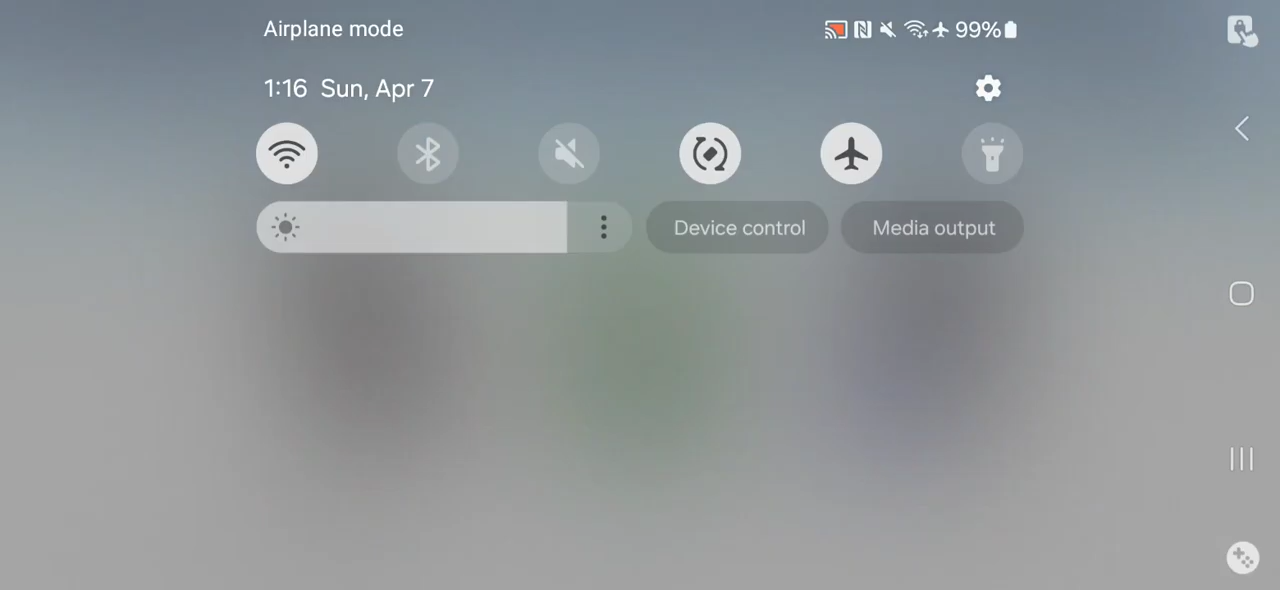 Airplane mode
99%
1:16 Sun, Apr 7
Device control
Media output